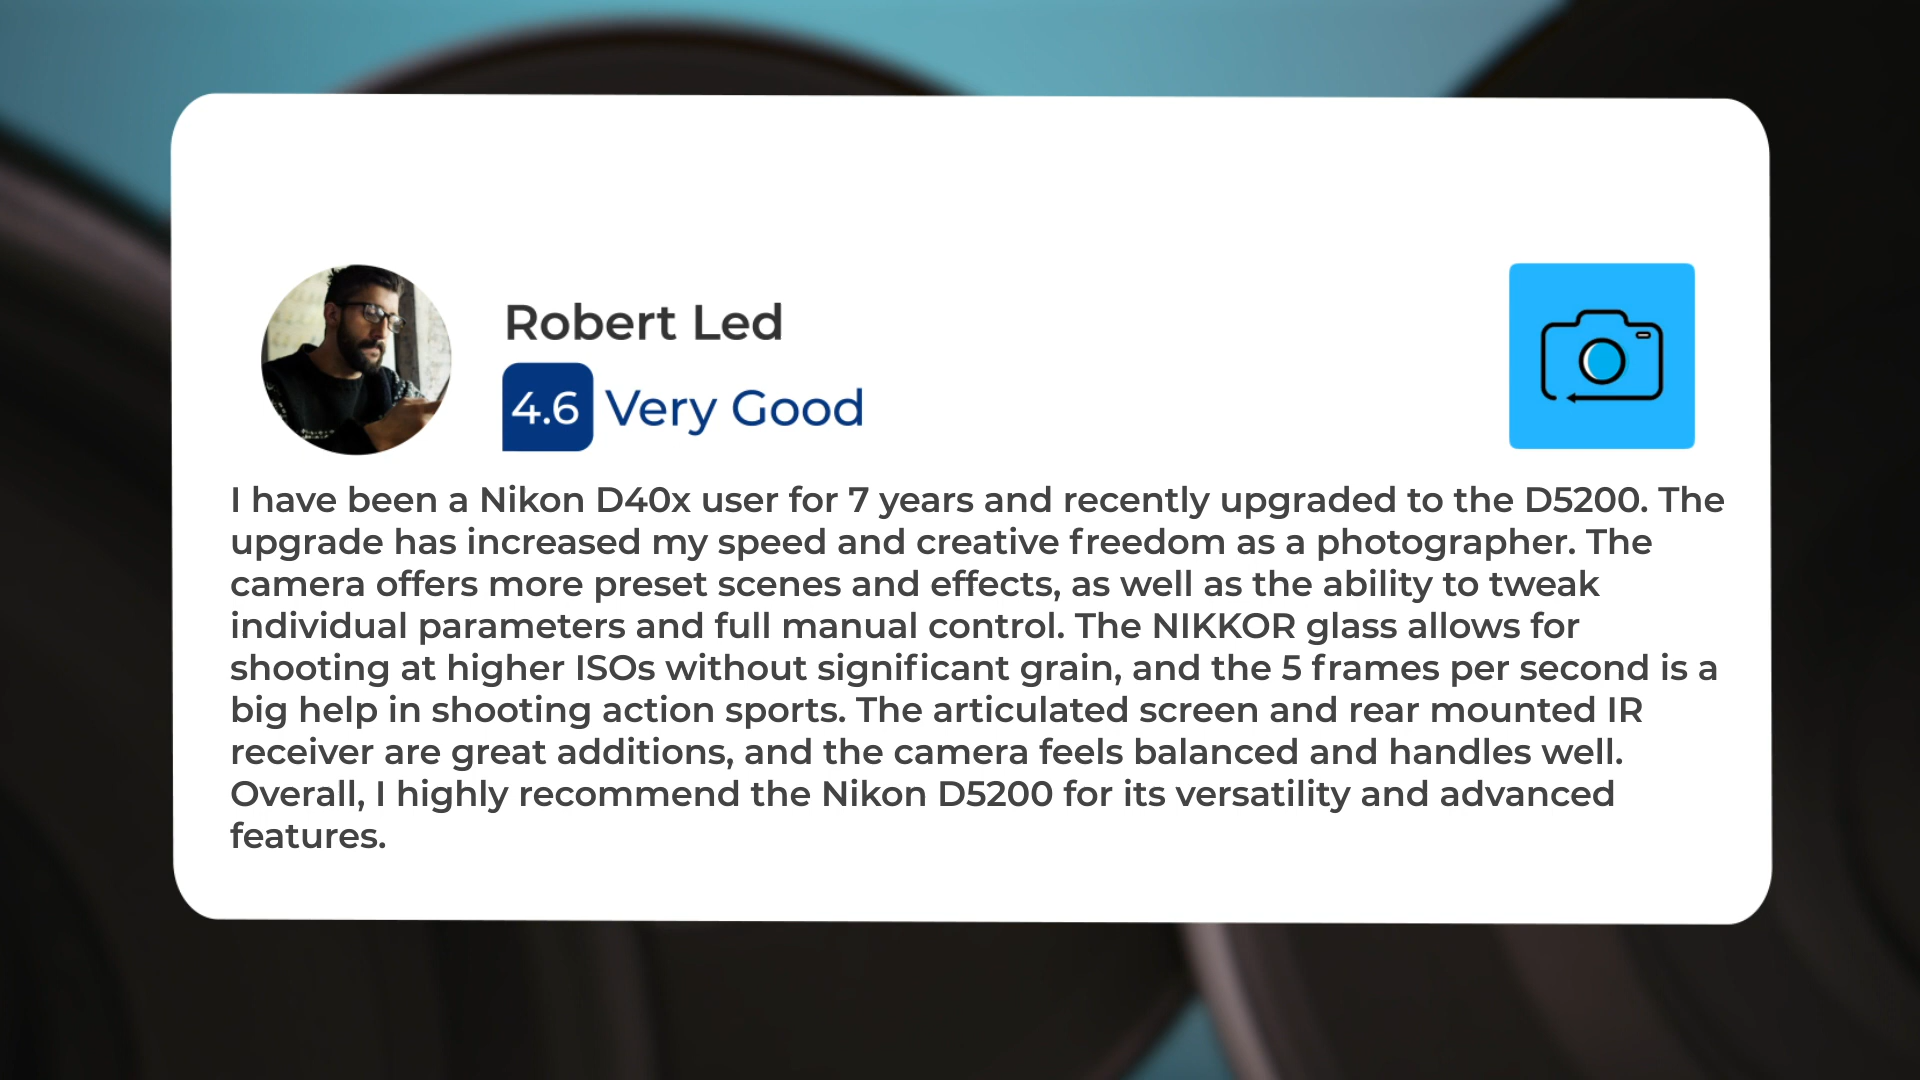 Robert Led
4.6 Very Good
I have been a Nikon D40x user for 7 years and recently upgraded to the D5200. The
upgrade has increased my speed and creative freedom as a photographer. The
camera offers more preset scenes and effects, as well as the ability to tweak
individual parameters and full manual control. The NIKKOR glass allows for
shooting at higher ISOs without significant grain, and the 5 frames per second is a
big help in shooting action sports. The articulated screen and rear mounted IR
receiver are great additions, and the camera feels balanced and handles well.
Overall, I highly recommend the Nikon D5200 for its versatility and advanced
features.